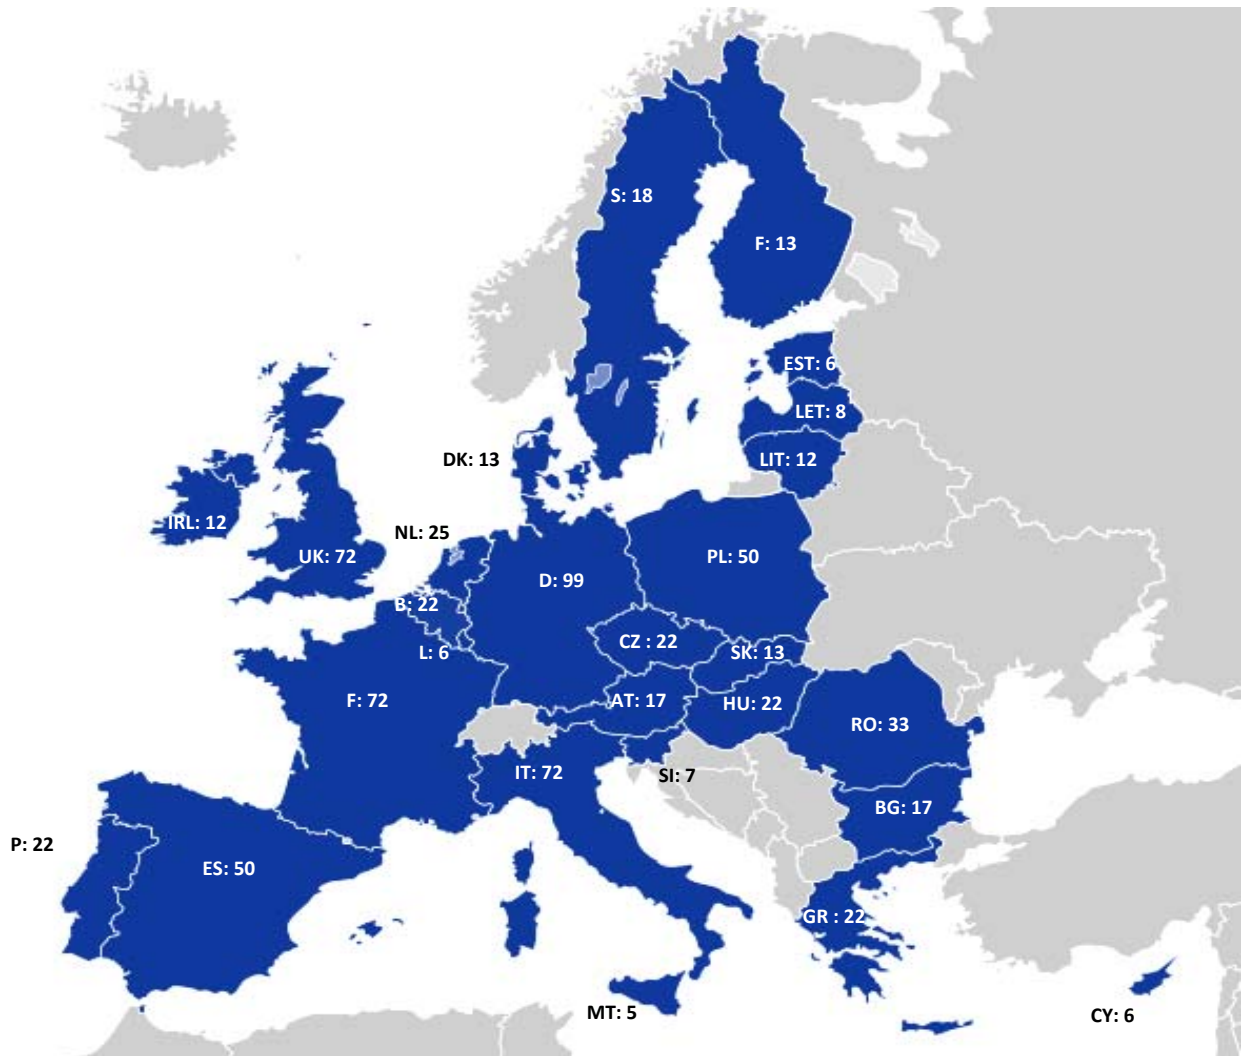 S: 18
F: 13
EST: 6
LET: 8
DK: 13
LIT: 12
IRL: 12
NL: 25
UK: 72
PL: 50
D: 99
B: 22
CZ : 22
L: 6
SK: 13
F: 72
AT: 17
HU: 22
RO: 33
IT: 72
SI: 7
BG: 17
P: 22
ES: 50
GR : 22
MT: 5
CY: 6